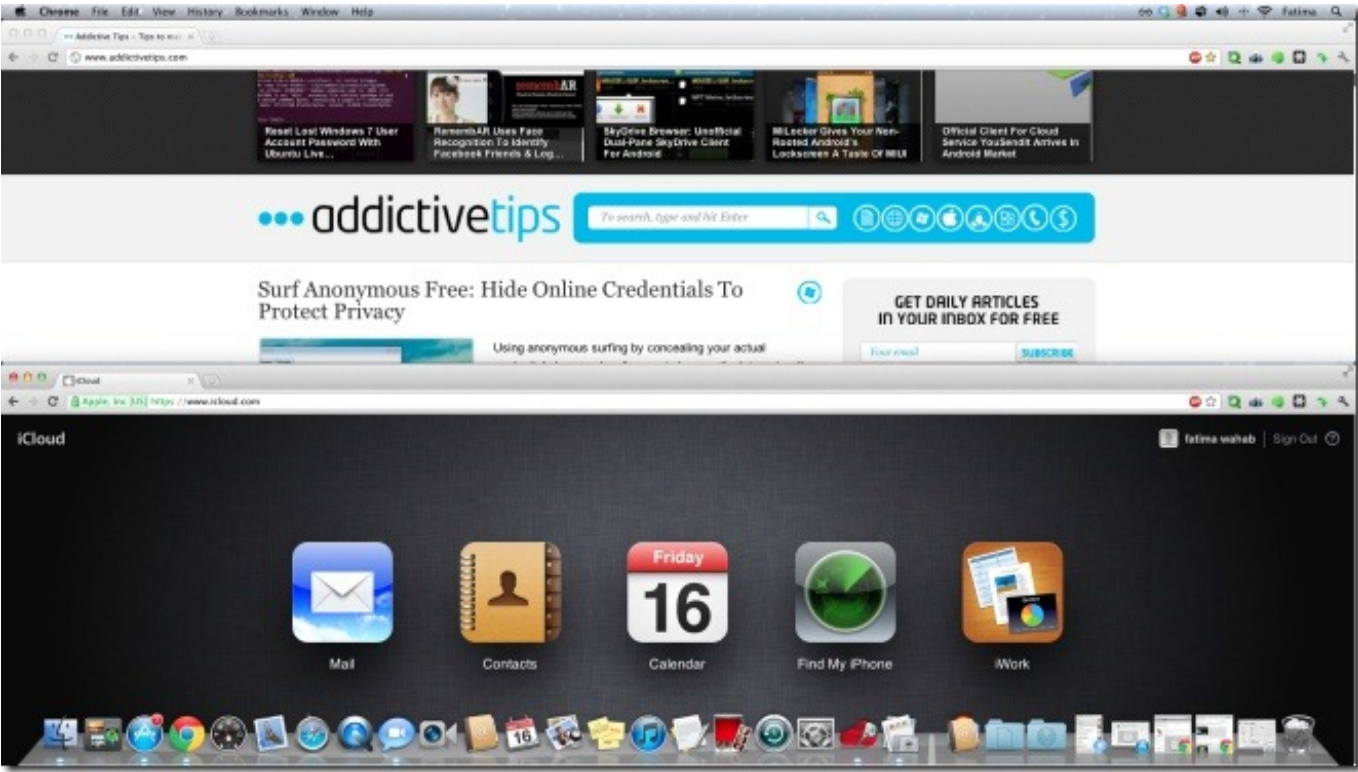 Chrome File Edit View History Bookmarks Window Help
Fatima
Addictive Tips - Tips to
www.addictivetips.com
Reset Lost Windows 7 User
Account Password With
Ubuntu Live...
RemembAR Uses Face
Recognition To Identify
Facebook Friends & Log...
SkyDrive Browser: Unofficial
Dual-Pane SkyDrive Client
For Android
MiLocker Gives Your Non-
Rooted Android's
Lockscreen A Taste Of MIUI
Official Client For Cloud
Service YouSendIt Arrives In
Android Market
remembAR
addictivetips
To search, type and hit Enter
Surf Anonymous Free: Hide Online Credentials To
Protect Privacy
Using anonymous surfing by concealing your actual
GET DAILY ARTICLES
IN YOUR INBOX FOR FREE
Your email
SUBSCRIBE
iCloud
Apple, Inc [US] https://www.icloud.com
iCloud
fatima wahab
Sign Out
Friday
16
Mail
Contacts
Calendar
Find My iPhone
iWork
16